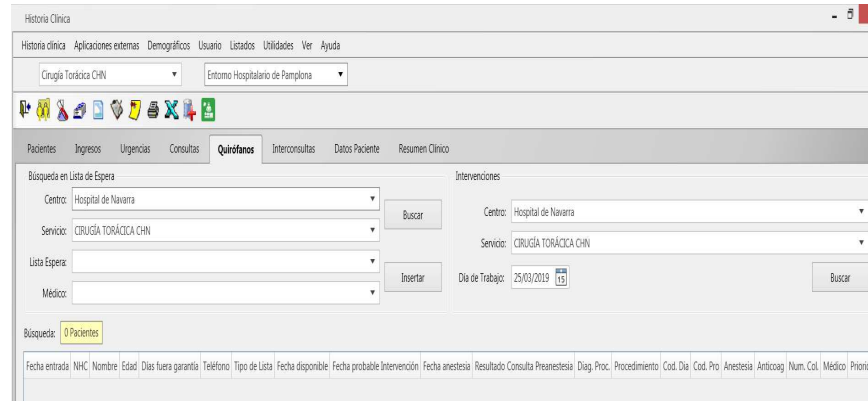 Historia Clínica
Historia clínica Aplicaciones externas Demográficos Usuario Listados Utilidades Ver Ayuda
Cirugía Torácica CHN Entorno Hospitalario de Pamplona
Pacientes Ingresos Urgencias Consultas Quirófanos Interconsultas Datos Paciente Resumen Clínico
Búsqueda en Lista de Espera
Centro: Hospital de Navarra
Buscar
Servicio: CIRUGÍA TORÁCICA CHN
Lista Espera:
Insertar
Médico:
Intervenciones
Centro: Hospital de Navarra
Servicio: CIRUGÍA TORÁCICA CHN
Día de Trabajo: 25/03/2019 15 Buscar
Búsqueda: 0 Pacientes
Fecha entrada NHC Nombre Edad Días fuera garantía Teléfono Tipo de Lista Fecha disponible Fecha probable Intervención Fecha anestesia Resultado Consulta Preanestesia Diag. Proc. Procedimiento Cod. Dia Cod. Pro Anestesia Anticoag Num. Col. Médico Priorid